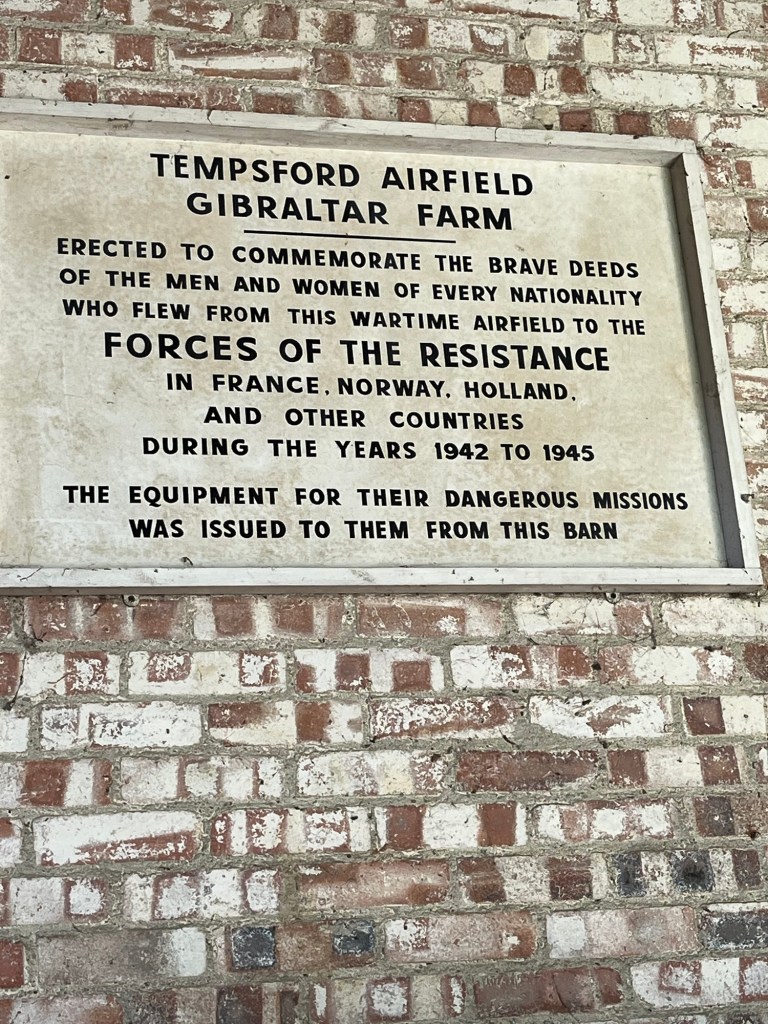 TEMPSFORD AIRFIELD
GIBRALTAR FARM
ERECTED TO COMMEMORATE THE BRAVE DEEDS
OF THE MEN AND WOMEN OF EVERY NATIONALITY
WHO FLEW FROM THIS WARTIME AIRFIELD TO THE
FORCES OF THE RESISTANCE
IN FRANCE, NORWAY, HOLLAND,
AND OTHER COUNTRIES
DURING THE YEARS 1942 TO 1945
THE EQUIPMENT FOR THEIR DANGEROUS MISSIONS
WAS ISSUED TO THEM FROM THIS BARN